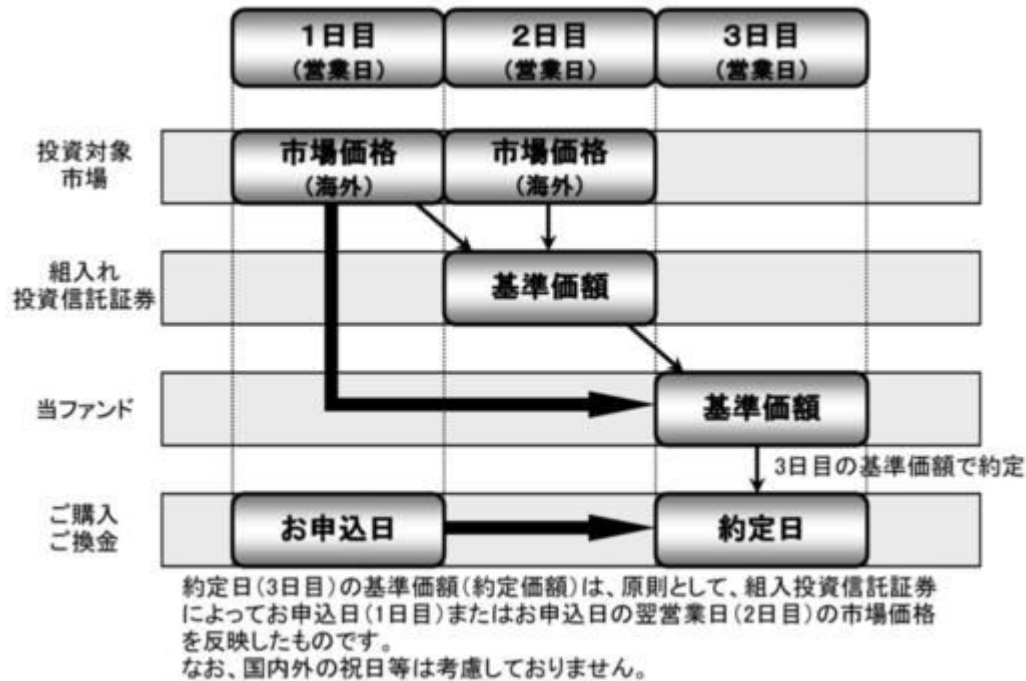 1日目
(営業日)
2日目
(営業日)
3日目
(営業日)
投資対象
市場
市場価格
(海外)
市場価格
(海外)
組入れ
投資信託証券
基準価額
当ファンド
基準価額
3日目の基準価額で約定
ご購入
ご換金
お申込日
約定日
約定日(3日目)の基準価額(約定価額)は、原則として、組入投資信託証券
によってお申込日(1日目)またはお申込日の翌営業日(2日目)の市場価格
を反映したものです。
なお、国内外の祝日等は考慮しておりません。